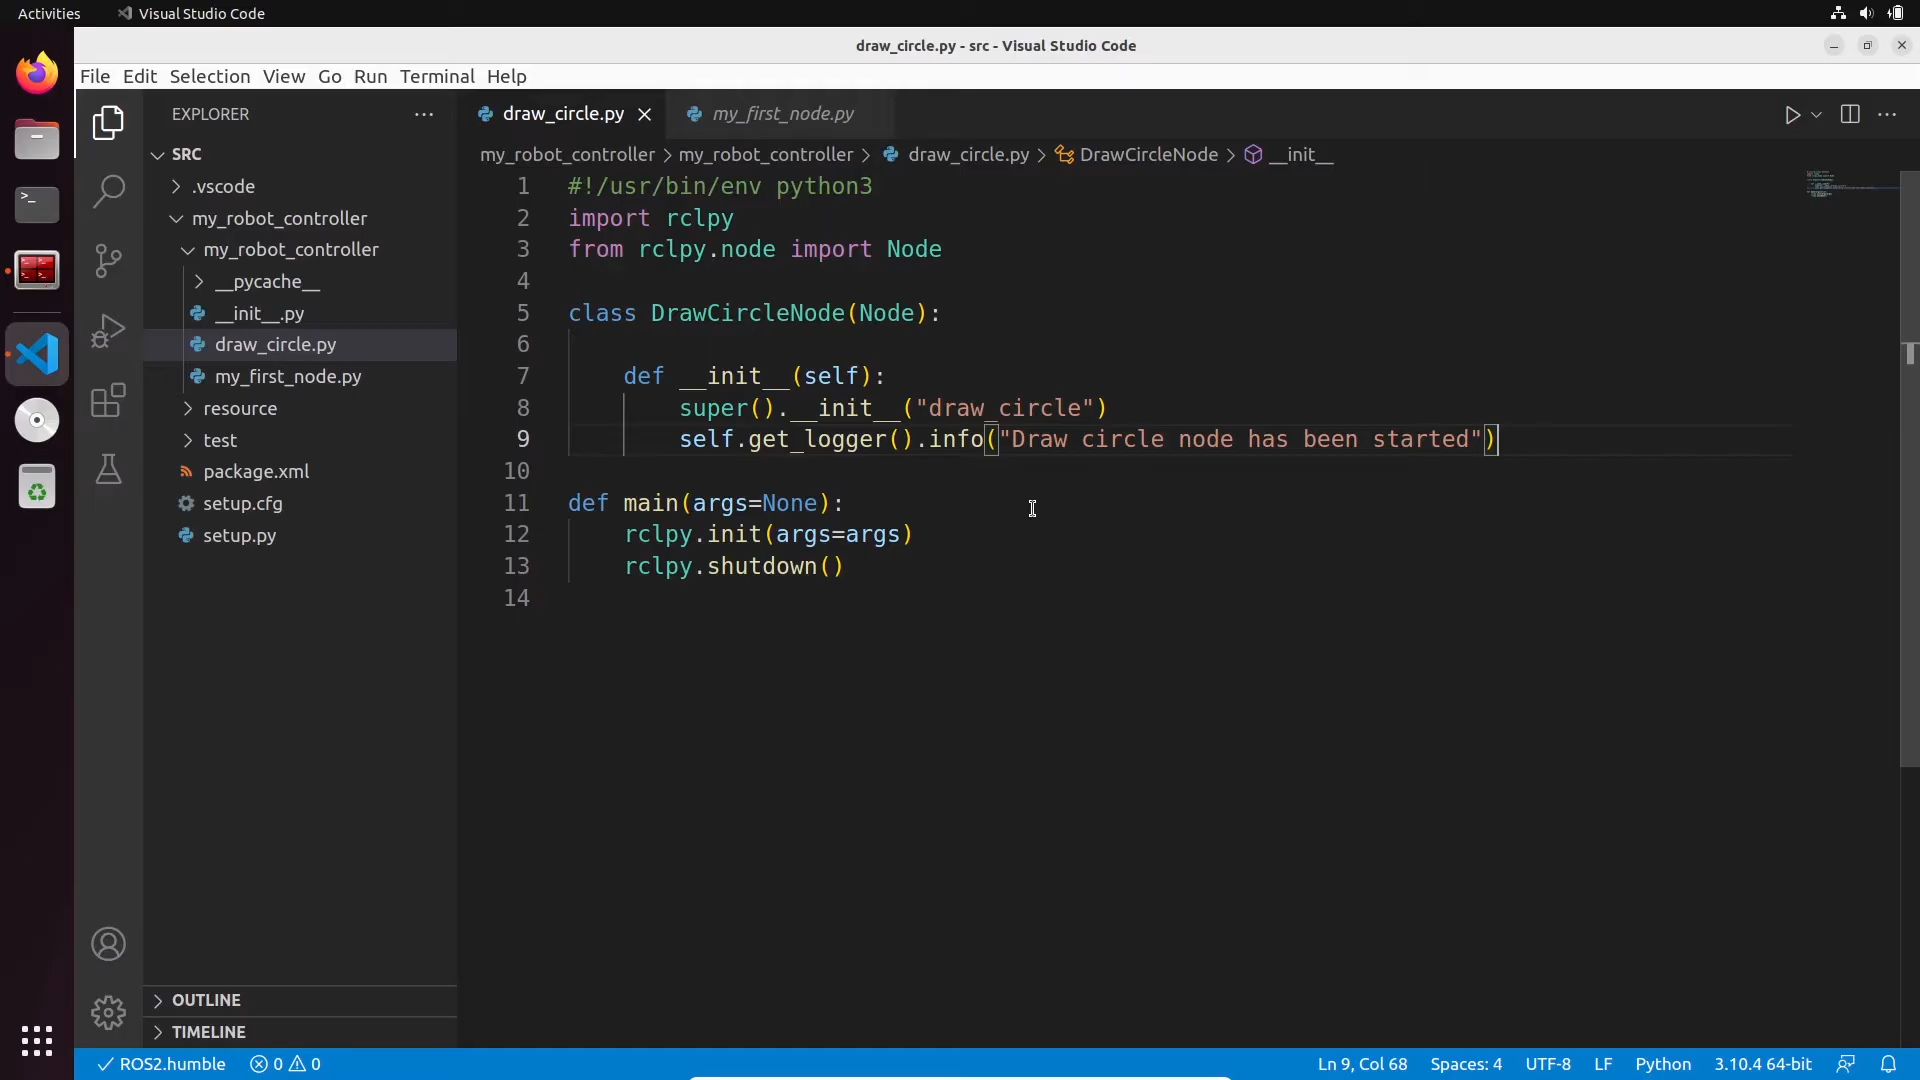 Activities
Visual Studio Code
draw_circle.py - src - Visual Studio Code
File Edit Selection View Go Run Terminal Help
EXPLORER
SRC
.vscode
my_robot_controller
my_robot_controller
__pycache__
__init__.py
draw_circle.py
my_first_node.py
resource
test
package.xml
setup.cfg
setup.py
OUTLINE
TIMELINE
draw_circle.py
my_first_node.py
my_robot_controller > my_robot_controller > draw_circle.py > DrawCircleNode > __init__
1 #!/usr/bin/env python3
2 import rclpy
3 from rclpy.node import Node
4
5 class DrawCircleNode(Node):
6
7     def __init__(self):
8         super().__init__("draw_circle")
9         self.get_logger().info("Draw circle node has been started")
10
11 def main(args=None):
12     rclpy.init(args=args)
13     rclpy.shutdown()
14
ROS2.humble 0 0 Ln 9, Col 68 Spaces: 4 UTF-8 LF Python 3.10.4 64-bit